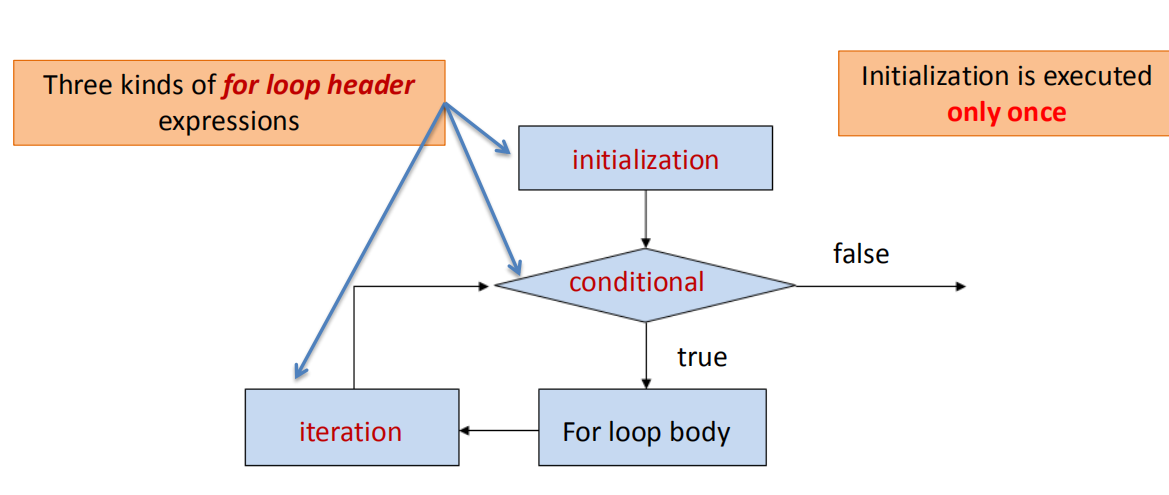 Three kinds of for loop header
expressions
Initialization is executed
only once
initialization
conditional
false
true
iteration
For loop body